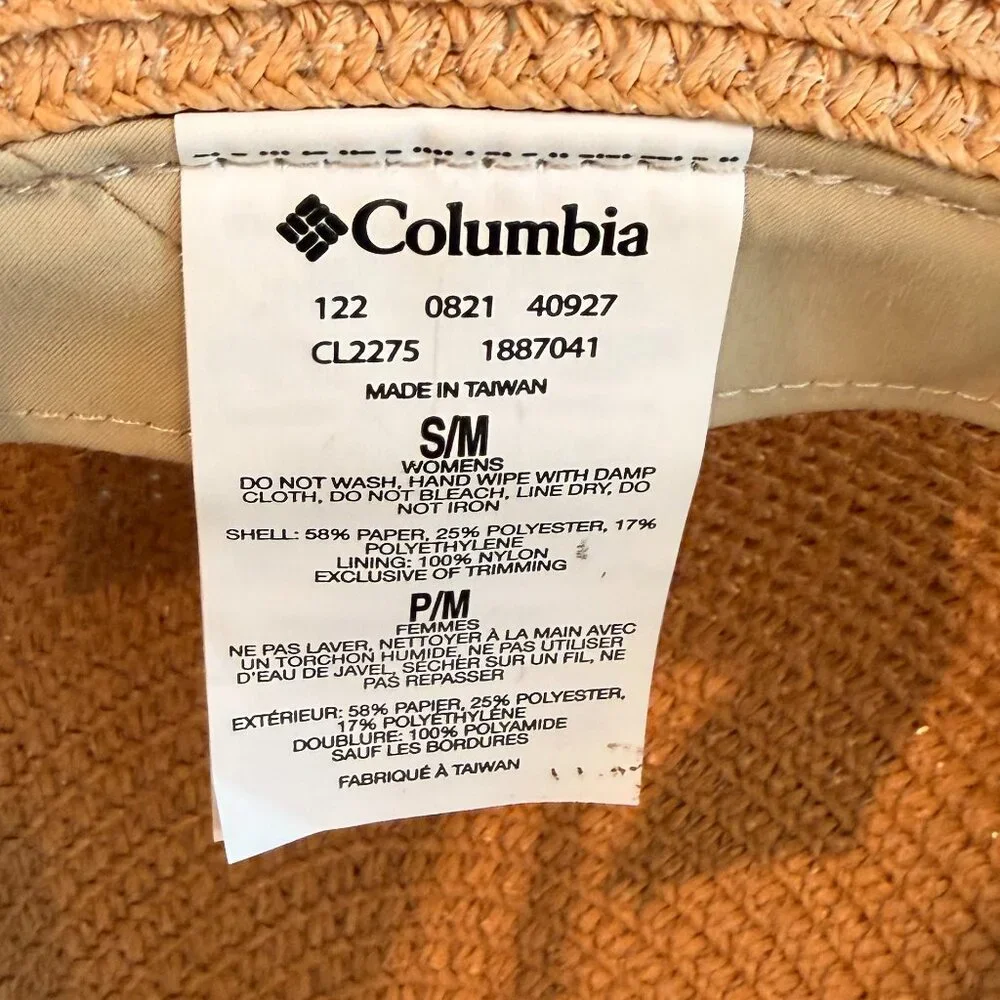 Columbia
122 0821 40927
CL2275 1887041
MADE IN TAIWAN
S/M
WOMENS
DO NOT WASH, HAND WIPE WITH DAMP
CLOTH, DO NOT BLEACH, LINE DRY, DO
NOT IRON
SHELL: 58% PAPER, 25% POLYESTER, 17%
POLYETHYLENE
LINING: 100% NYLON
EXCLUSIVE OF TRIMMING
P/M
FEMMES
NE PAS LAVER, NETTOYER À LA MAIN AVEC
UN TORCHON HUMIDE, NE PAS UTILISER
D'EAU DE JAVEL, SÉCHER SUR UN FIL, NE
PAS REPASSER
EXTÉRIEUR: 58% PAPIER, 25% POLYESTER,
17% POLYETHYLÉNE
DOUBLURE: 100% POLYAMIDE
SAUF LES BORDURES
FABRIQUÉ À TAIWAN